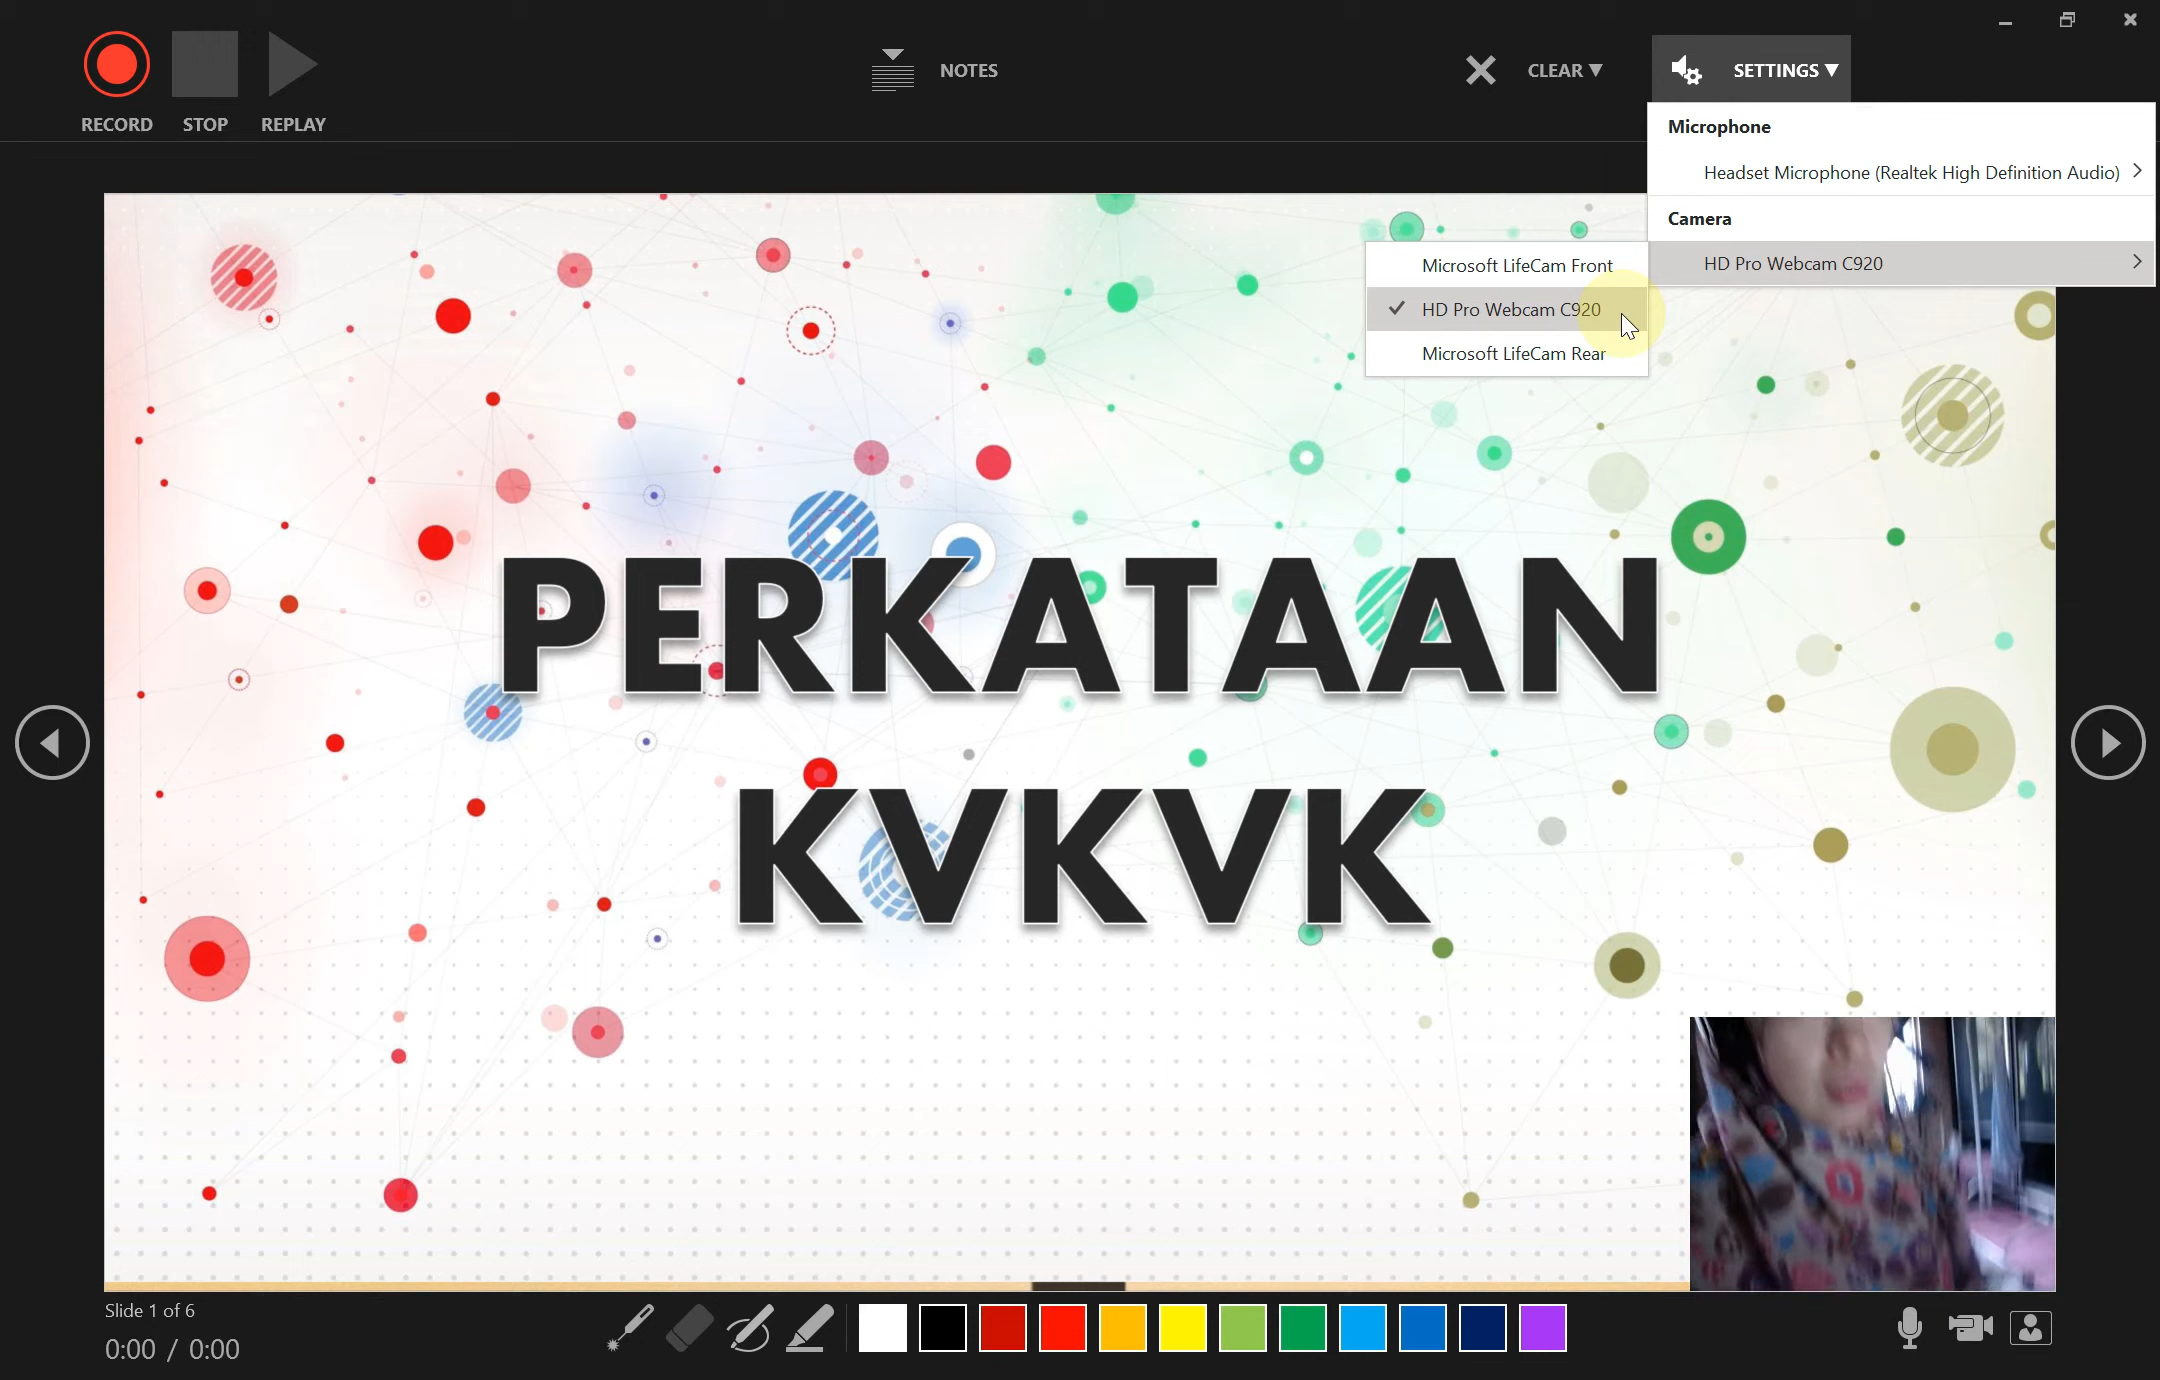 RECORD
STOP
REPLAY
NOTES
CLEAR
SETTINGS
Microphone
Headset Microphone (Realtek High Definition Audio)
Camera
HD Pro Webcam C920
Microsoft LifeCam Front
HD Pro Webcam C920
Microsoft LifeCam Rear
PERKATAAN
KVKVK
Slide 1 of 6
0:00 / 0:00